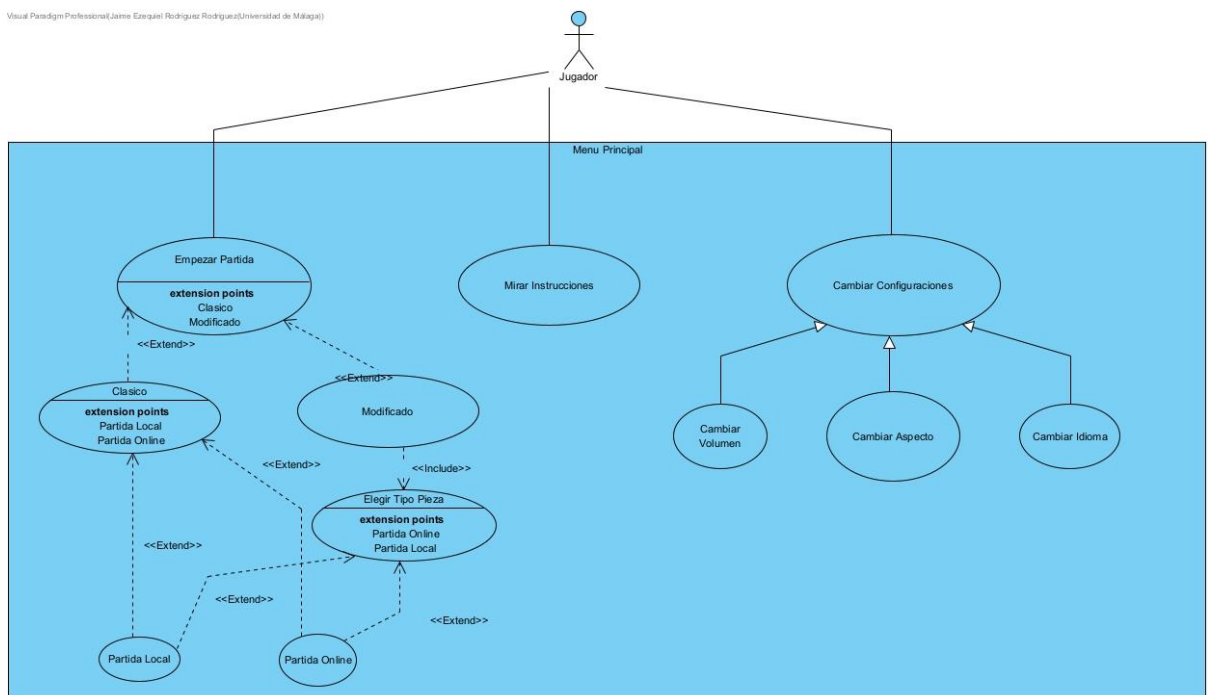 Visual Paradigm Professional(Jaime Ezequiel Rodriguez Rodriguez(Universidad de Málaga))
Jugador
Menu Principal
Empezar Partida
extension points
Clasico
Modificado
Mirar Instrucciones
Cambiar Configuraciones
<<Extend>>
<<Extend>>
Clasico
extension points
Partida Local
Partida Online
Modificado
Cambiar
Volumen
Cambiar Aspecto
Cambiar Idioma
<<Extend>>
<<Include>>
Elegir Tipo Pieza
extension points
Partida Online
Partida Local
<<Extend>>
<<Extend>>
<<Extend>>
Partida Local
Partida Online